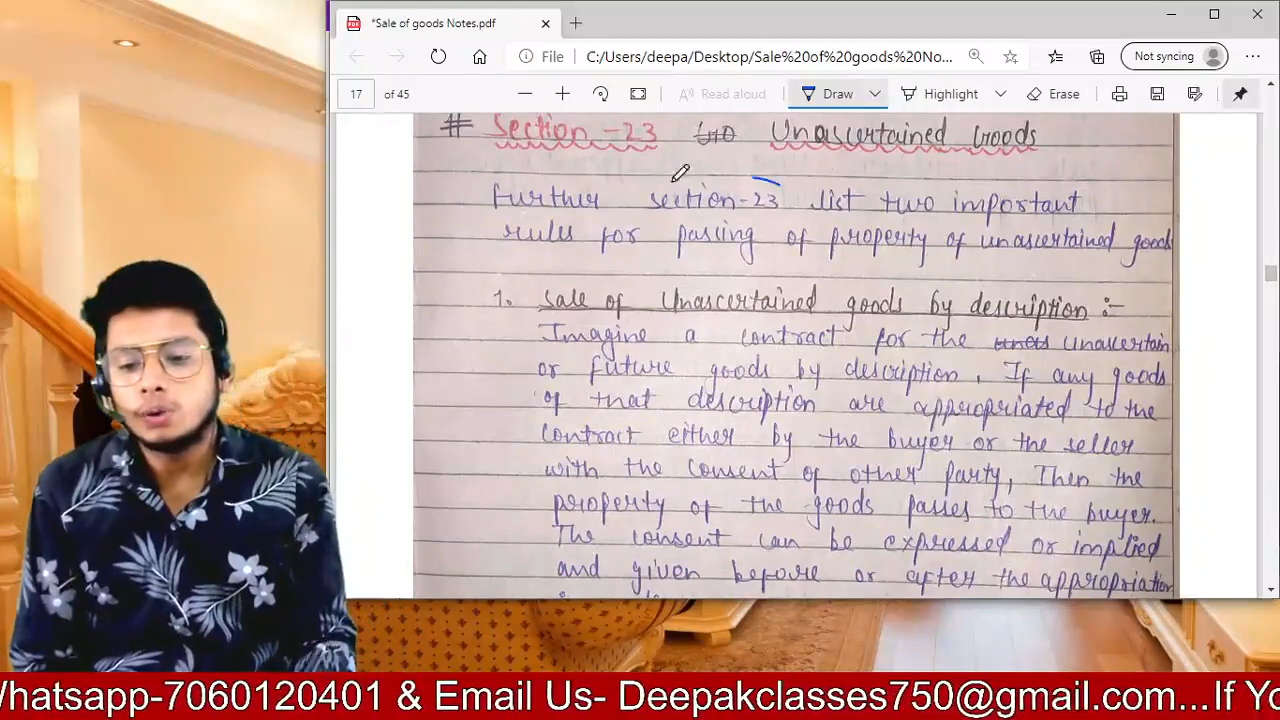 *Sale of goods Notes.pdf
File
C:/Users/deepa/Desktop/Sale%20of%20goods%20No...
Not syncing
17 of 45
Read aloud
Draw
Highlight
Erase
# Section-23 Unascertained Goods
Further section-23 list two important
rules for passing of property of unascertained goods
1. Sale of Unascertained goods by description :-
Imagine a contract for the unascertain
or future goods by description. If any goods
of that description are appropriated to the
contract either by the buyer or the seller
with the consent of other party, Then the
property of the goods passes to the buyer.
The consent can be expressed or implied
and given before or after the appropriation
Whatsapp-7060120401 & Email Us- Deepakclasses750@gmail.com...If Yo